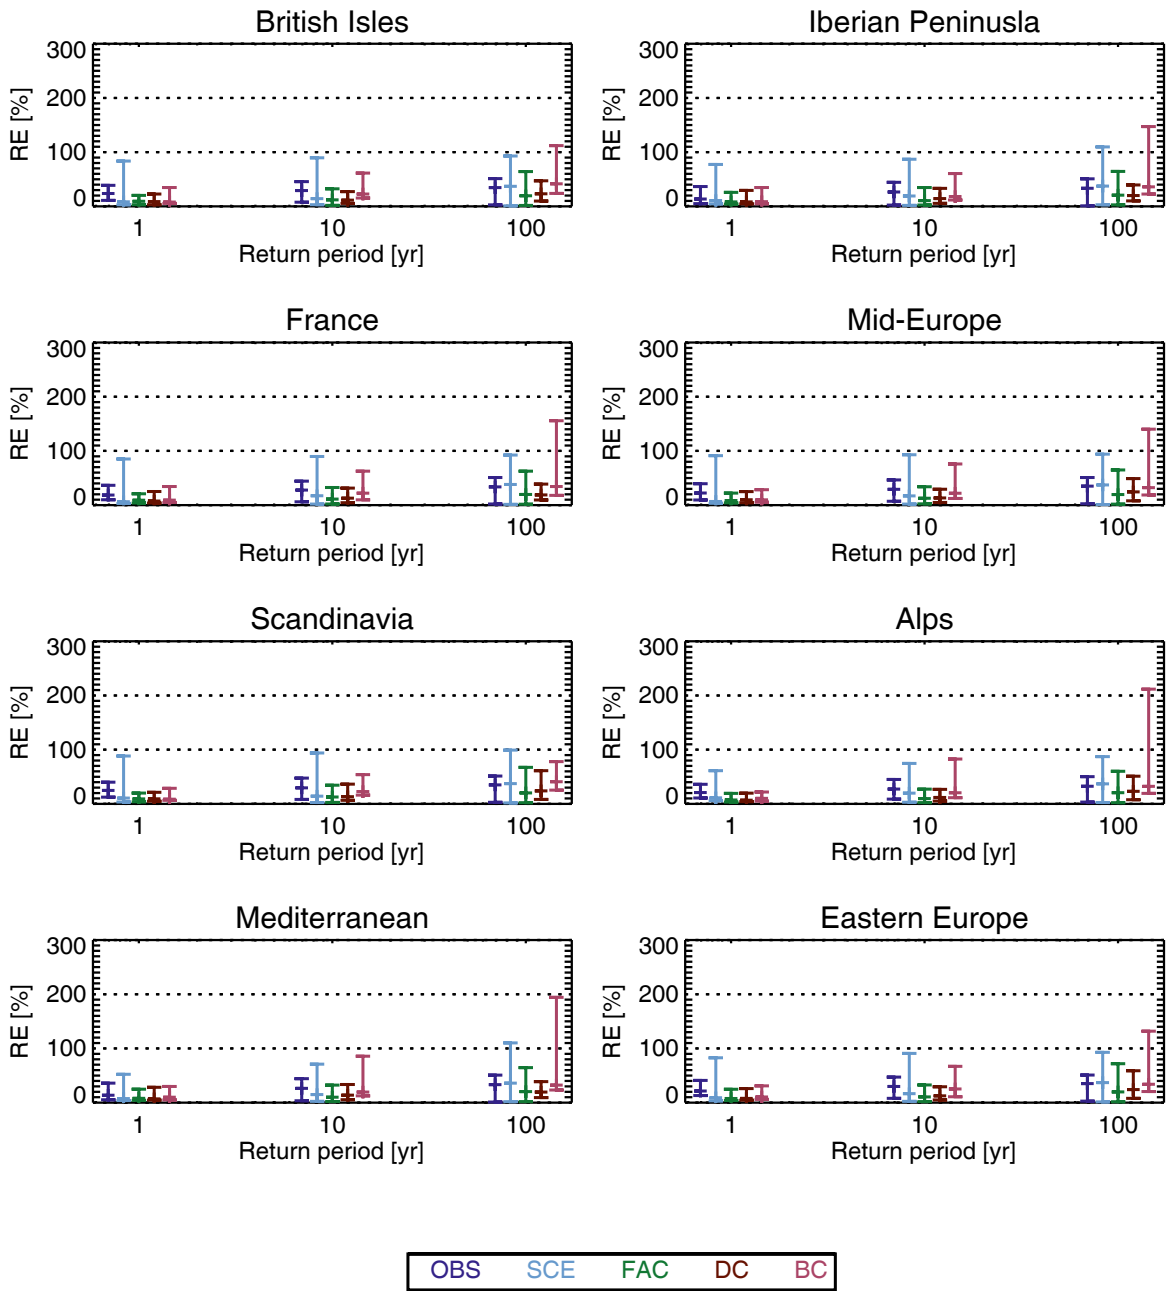 British Isles
Iberian Peninusla
300
200
100
0
RE [%]
1
10
100
Return period [yr]
300
200
100
0
RE [%]
1
10
100
Return period [yr]
France
Mid-Europe
300
200
100
0
RE [%]
1
10
100
Return period [yr]
300
200
100
0
RE [%]
1
10
100
Return period [yr]
Scandinavia
Alps
300
200
100
0
RE [%]
1
10
100
Return period [yr]
300
200
100
0
RE [%]
1
10
100
Return period [yr]
Mediterranean
Eastern Europe
300
200
100
0
RE [%]
1
10
100
Return period [yr]
300
200
100
0
RE [%]
1
10
100
Return period [yr]
OBS SCE FAC DC BC